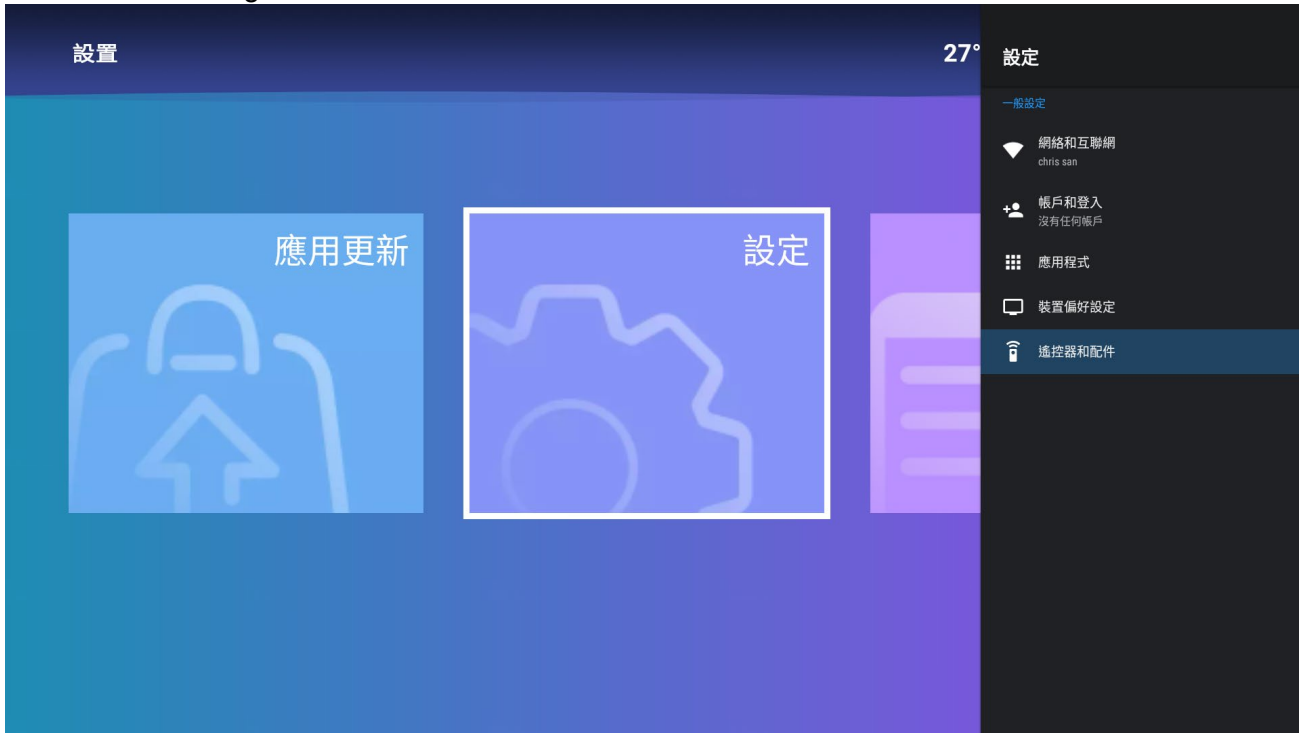 設置
27°
應用更新
設定
設定
一般設定
網絡和互聯網
chris san
帳戶和登入
沒有任何帳戶
應用程式
裝置偏好設定
遙控器和配件